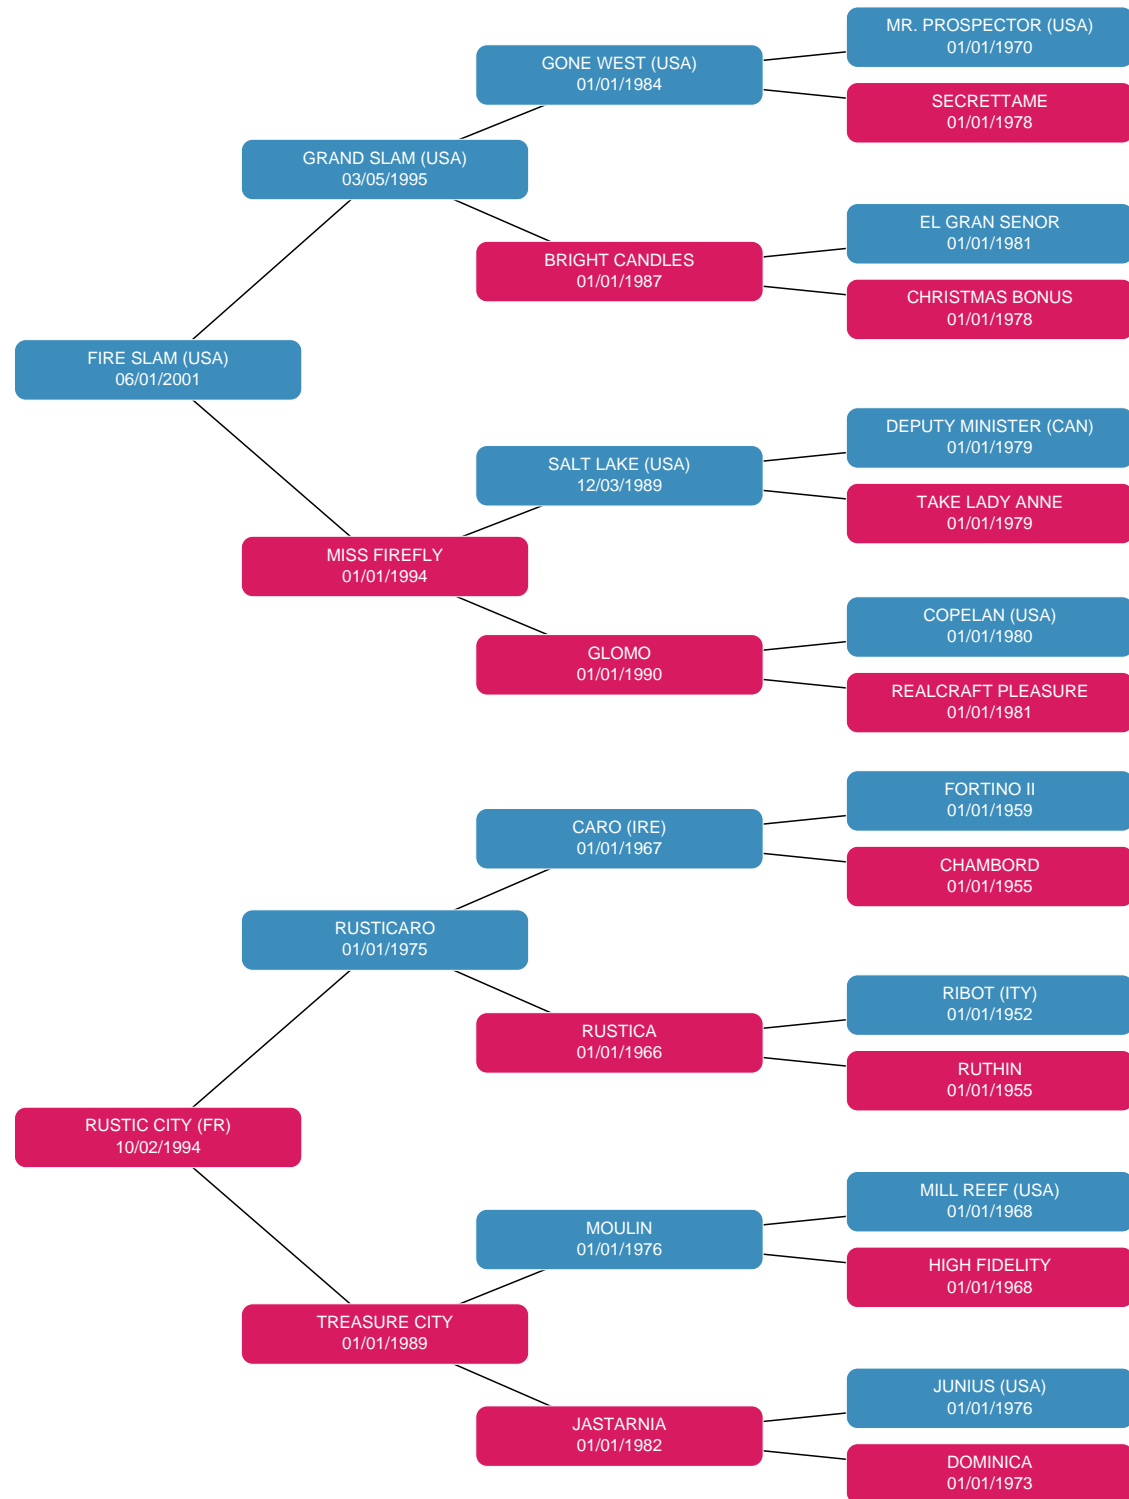 MR. PROSPECTOR (USA)
01/01/1970
GONE WEST (USA)
01/01/1984
SECRETTAME
01/01/1978
GRAND SLAM (USA)
03/05/1995
EL GRAN SENOR
01/01/1981
BRIGHT CANDLES
01/01/1987
CHRISTMAS BONUS
01/01/1978
FIRE SLAM (USA)
06/01/2001
DEPUTY MINISTER (CAN)
01/01/1979
SALT LAKE (USA)
12/03/1989
TAKE LADY ANNE
01/01/1979
MISS FIREFLY
01/01/1994
COPELAN (USA)
01/01/1980
GLOMO
01/01/1990
REALCRAFT PLEASURE
01/01/1981
FORTINO II
01/01/1959
CARO (IRE)
01/01/1967
CHAMBORD
01/01/1955
RUSTICARO
01/01/1975
RIBOT (ITY)
01/01/1952
RUSTICA
01/01/1966
RUTHIN
01/01/1955
RUSTIC CITY (FR)
10/02/1994
MILL REEF (USA)
01/01/1968
MOULIN
01/01/1976
HIGH FIDELITY
01/01/1968
TREASURE CITY
01/01/1989
JUNIUS (USA)
01/01/1976
JASTARNIA
01/01/1982
DOMINICA
01/01/1973